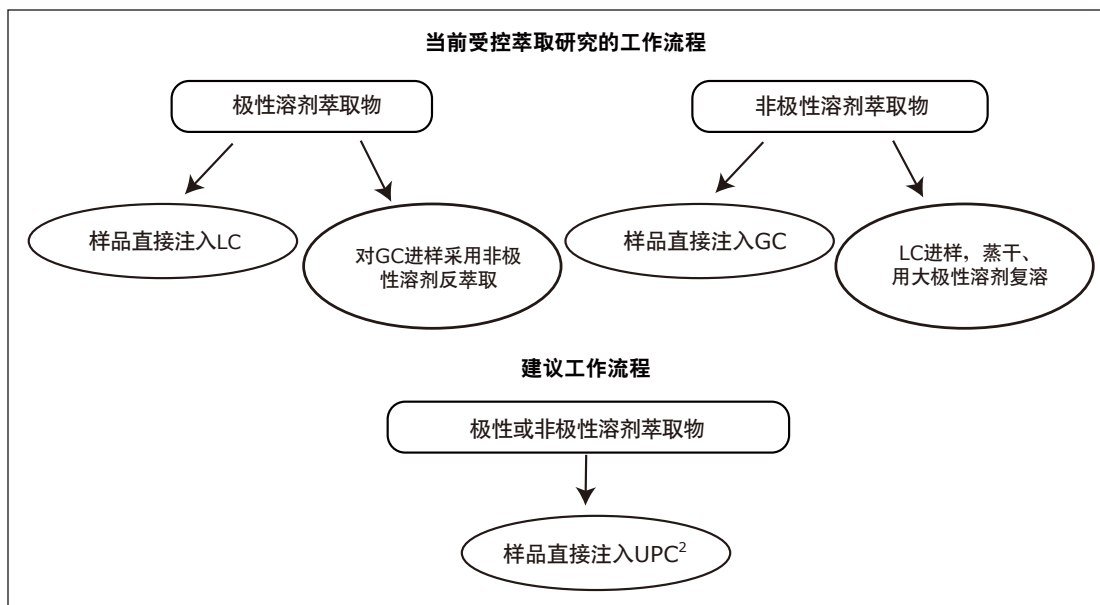 当前受控萃取研究的工作流程
极性溶剂萃取物
非极性溶剂萃取物
样品直接注入LC
对GC进样采用非极
性溶剂反萃取
样品直接注入GC
LC进样，蒸干、
用大极性溶剂复溶
建议工作流程
极性或非极性溶剂萃取物
样品直接注入UPC²